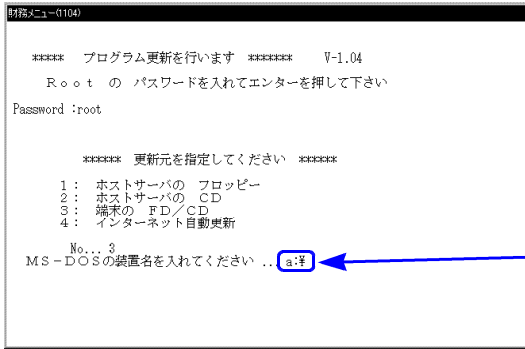 財務メニュー(1104)
***** プログラム更新を行います ******* V-1.04
Ｒｏｏｔ の パスワードを入れてエンターを押して下さい
Password :root
****** 更新元を指定してください ******
１： ホストサーバの フロッピー
２： ホストサーバの ＣＤ
３： 端末の ＦＤ／ＣＤ
４： インターネット自動更新
No... 3
ＭＳ－ＤＯＳの装置名を入れてください ...a:¥